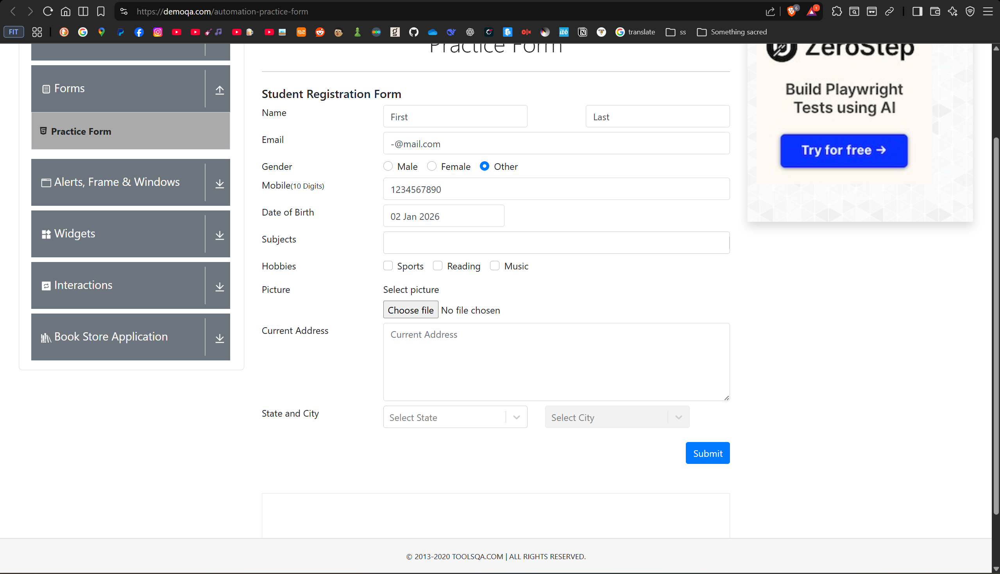 https://demoqa.com/automation-practice-form
6
1
FIT
translate
ss
Something sacred
Practice Form
ZeroStep
Build Playwright
Tests using AI
Try for free →
Forms
Practice Form
Alerts, Frame & Windows
Widgets
Interactions
Book Store Application
Student Registration Form
Name First Last
Email -@mail.com
Gender Male Female Other
Mobile(10 Digits) 1234567890
Date of Birth 02 Jan 2026
Subjects
Hobbies Sports Reading Music
Picture Select picture
Choose file No file chosen
Current Address Current Address
State and City Select State Select City
Submit
© 2013-2020 TOOLSQA.COM | ALL RIGHTS RESERVED.